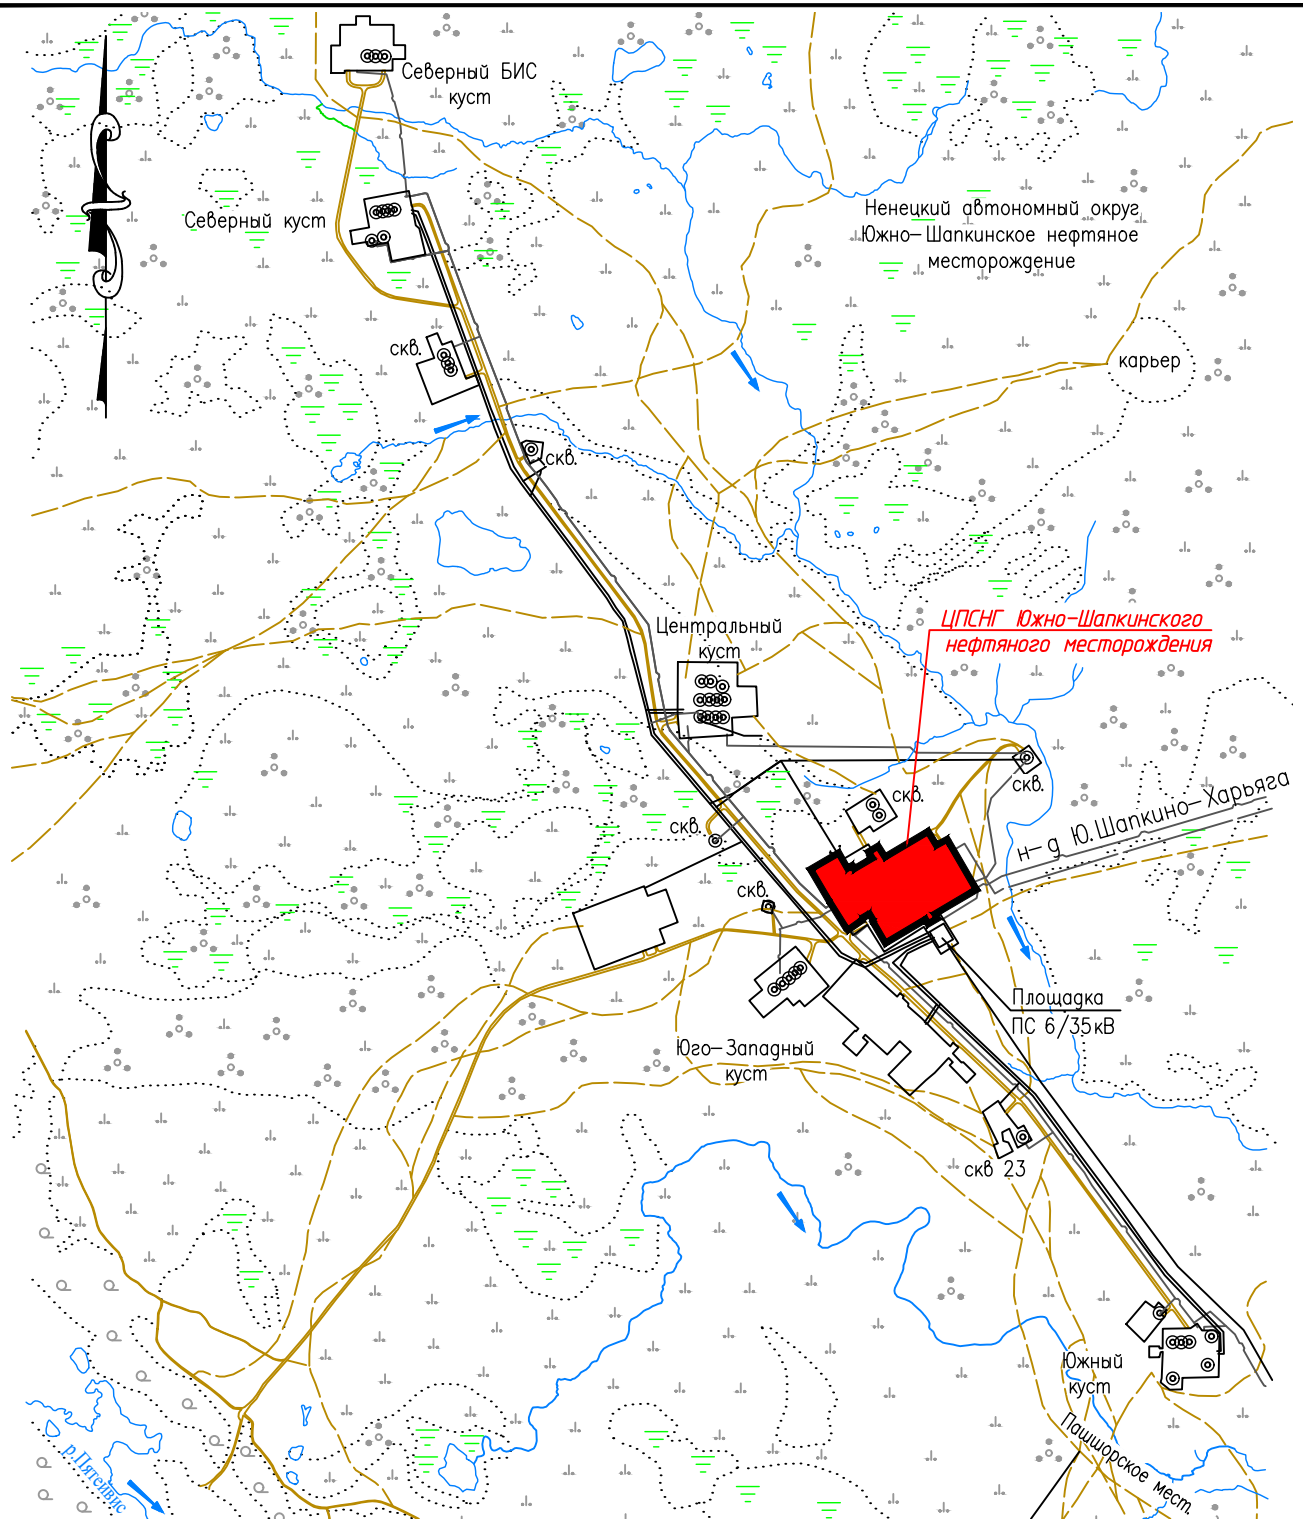 Северный БИС
куст
Северный куст
Ненецкий автономный округ
Южно-Шапкинское нефтяное
месторождение
скв.
карьер
скв.
ЦПСНГ Южно-Шапкинского
нефтяного месторождения
Центральный
куст
скв.
скв.
н-д Ю.Шапкино-Харьяга
скв.
скв.
Площадка
ПС 6/35кВ
Юго-Западный
куст
скв 23
Южный
куст
Пашшорское мест.
р.Пятейвис